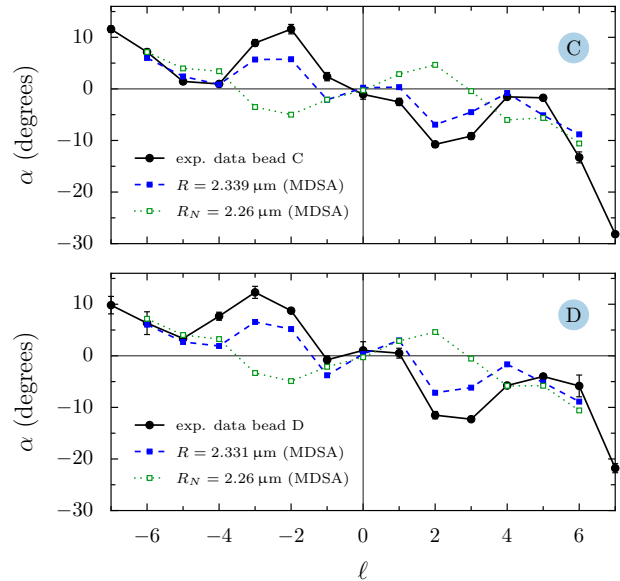 10
0
−10
−20
−30
α (degrees)
C
exp. data bead C
R = 2.339 μm (MDSA)
R_N = 2.26 μm (MDSA)
10
0
−10
−20
−30
α (degrees)
D
exp. data bead D
R = 2.331 μm (MDSA)
R_N = 2.26 μm (MDSA)
−6 −4 −2 0 2 4 6
ℓ